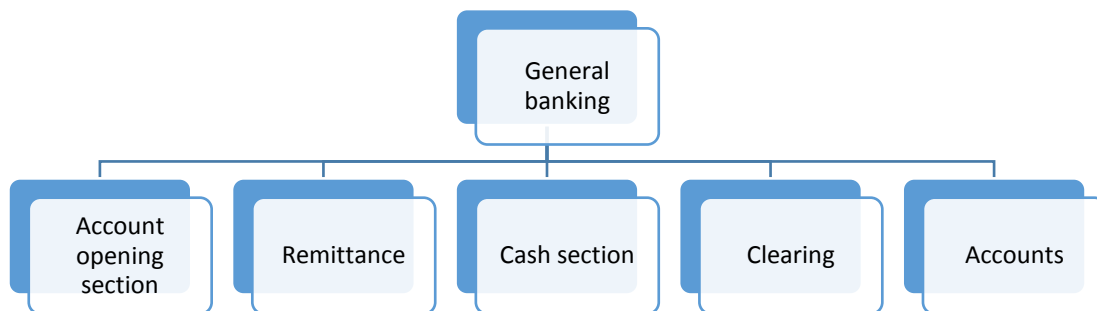 General
banking
Account
opening
section
Remittance
Cash section
Clearing
Accounts